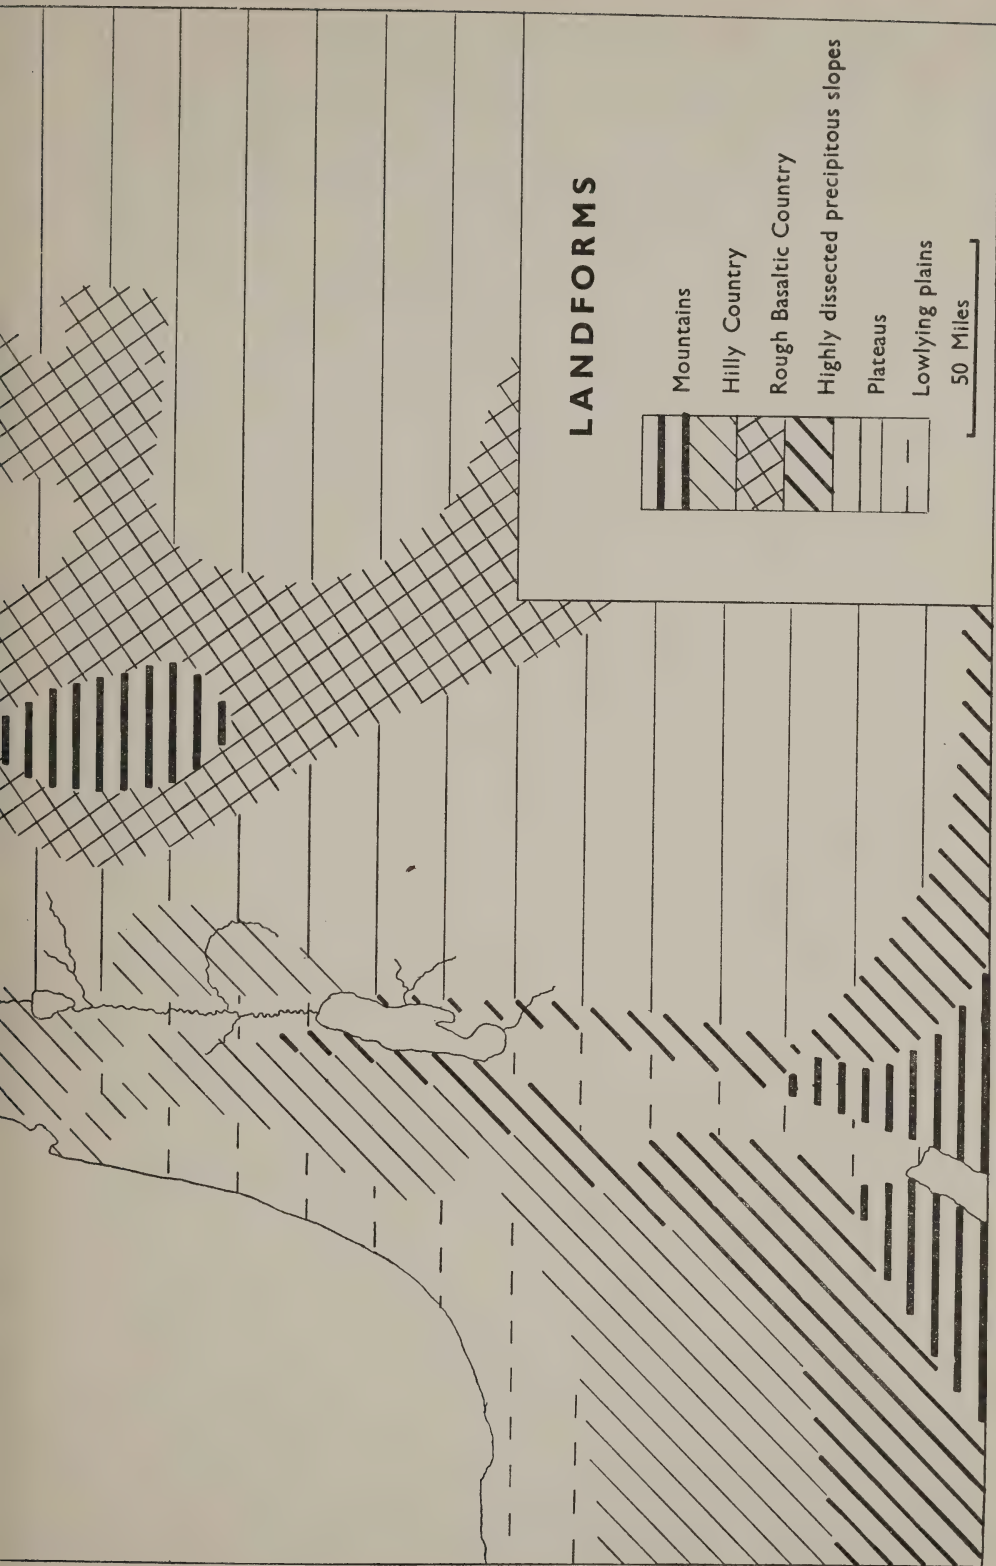 LANDFORMS
Mountains
Hilly Country
Rough Basaltic Country
Highly dissected precipitous slopes
Plateaus
Lowlying plains
50 Miles